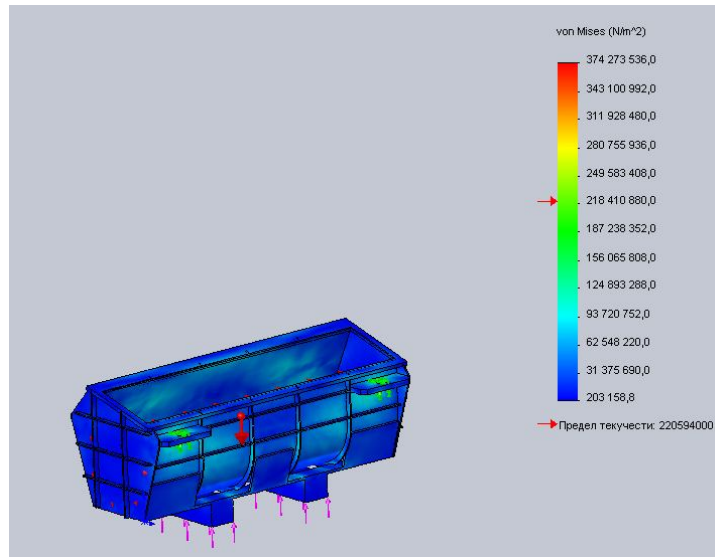 von Mises (N/m^2)
374 273 536,0
343 100 992,0
311 928 480,0
280 755 936,0
249 583 408,0
218 410 880,0
187 238 352,0
156 065 808,0
124 893 288,0
93 720 752,0
62 548 220,0
31 375 690,0
203 158,8
Предел текучести: 220594000